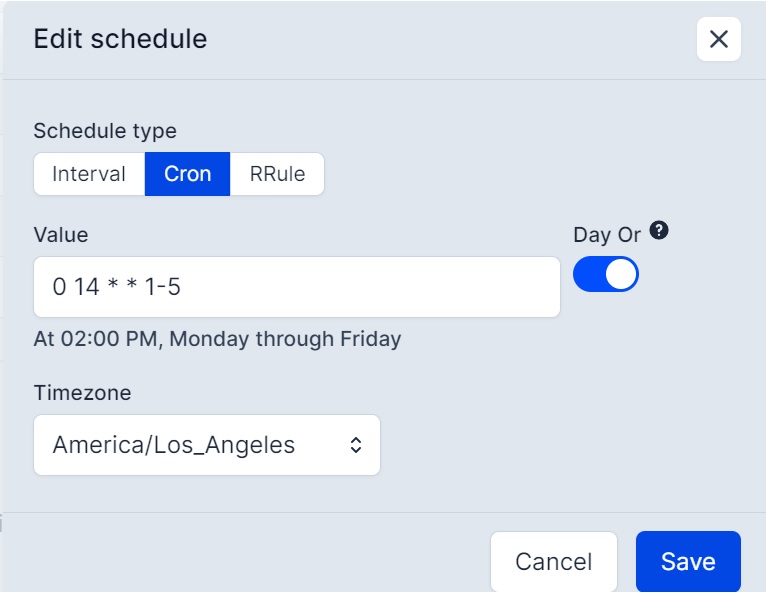 Edit schedule
Schedule type
Interval Cron RRule
Value
Day Or ?
0 14 * * 1-5
At 02:00 PM, Monday through Friday
Timezone
America/Los_Angeles
Cancel Save